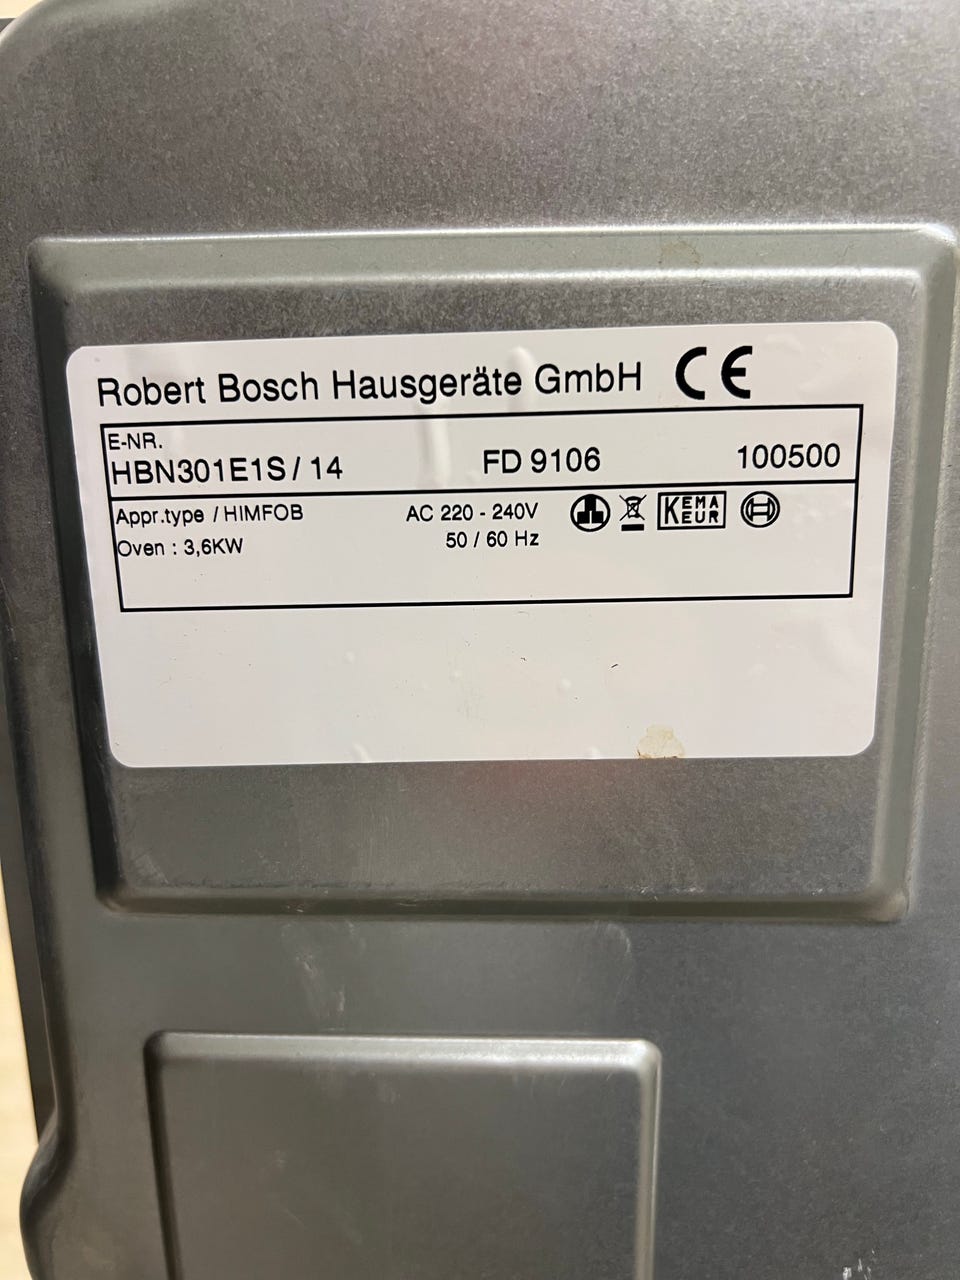 Robert Bosch Hausgeräte GmbH CE
E-NR.
HBN301E1S / 14 FD 9106 100500
Appr.type / HIMFOB AC 220 - 240V KEMA EUR
Oven : 3,6KW 50 / 60 Hz